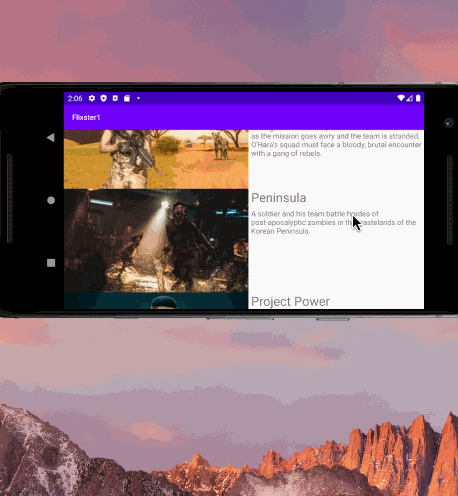 2:06
Flixster1
as the mission goes awry and the team is stranded,
O'Hara's squad must face a bloody, brutal encounter
with a gang of rebels.
Peninsula
A soldier and his team battle hordes of
post-apocalyptic zombies in the wastelands of the
Korean Peninsula.
Project Power